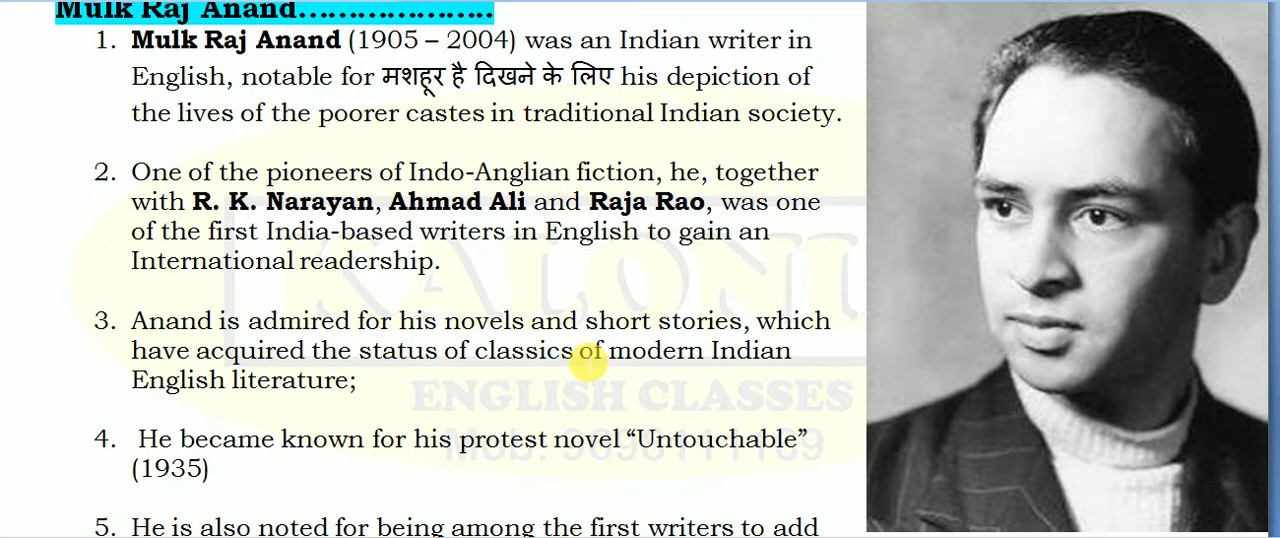 Mulk Raj Anand…………………..
1. Mulk Raj Anand (1905 – 2004) was an Indian writer in
English, notable for मशहूर है दिखने के लिए his depiction of
the lives of the poorer castes in traditional Indian society.
2. One of the pioneers of Indo-Anglian fiction, he, together
with R. K. Narayan, Ahmad Ali and Raja Rao, was one
of the first India-based writers in English to gain an
International readership.
3. Anand is admired for his novels and short stories, which
have acquired the status of classics of modern Indian
English literature;
4. He became known for his protest novel “Untouchable”
(1935)
5. He is also noted for being among the first writers to add
ENGLISH CLASSES